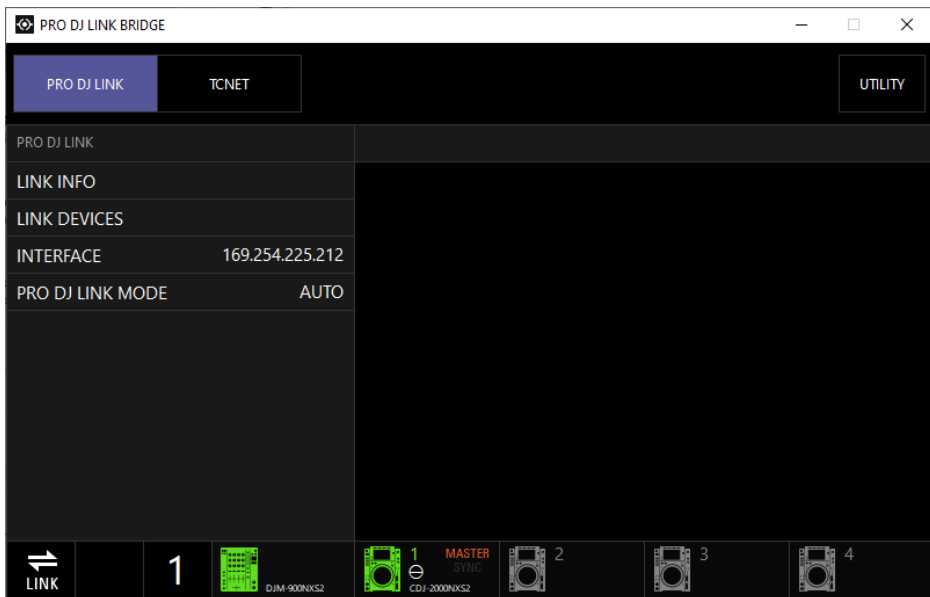 PRO DJ LINK BRIDGE
PRO DJ LINK TCNET UTILITY
PRO DJ LINK
LINK INFO
LINK DEVICES
INTERFACE 169.254.225.212
PRO DJ LINK MODE AUTO
LINK 1 DJM-900NXS2 1 MASTER SYNC CDJ-2000NXS2 2 3 4